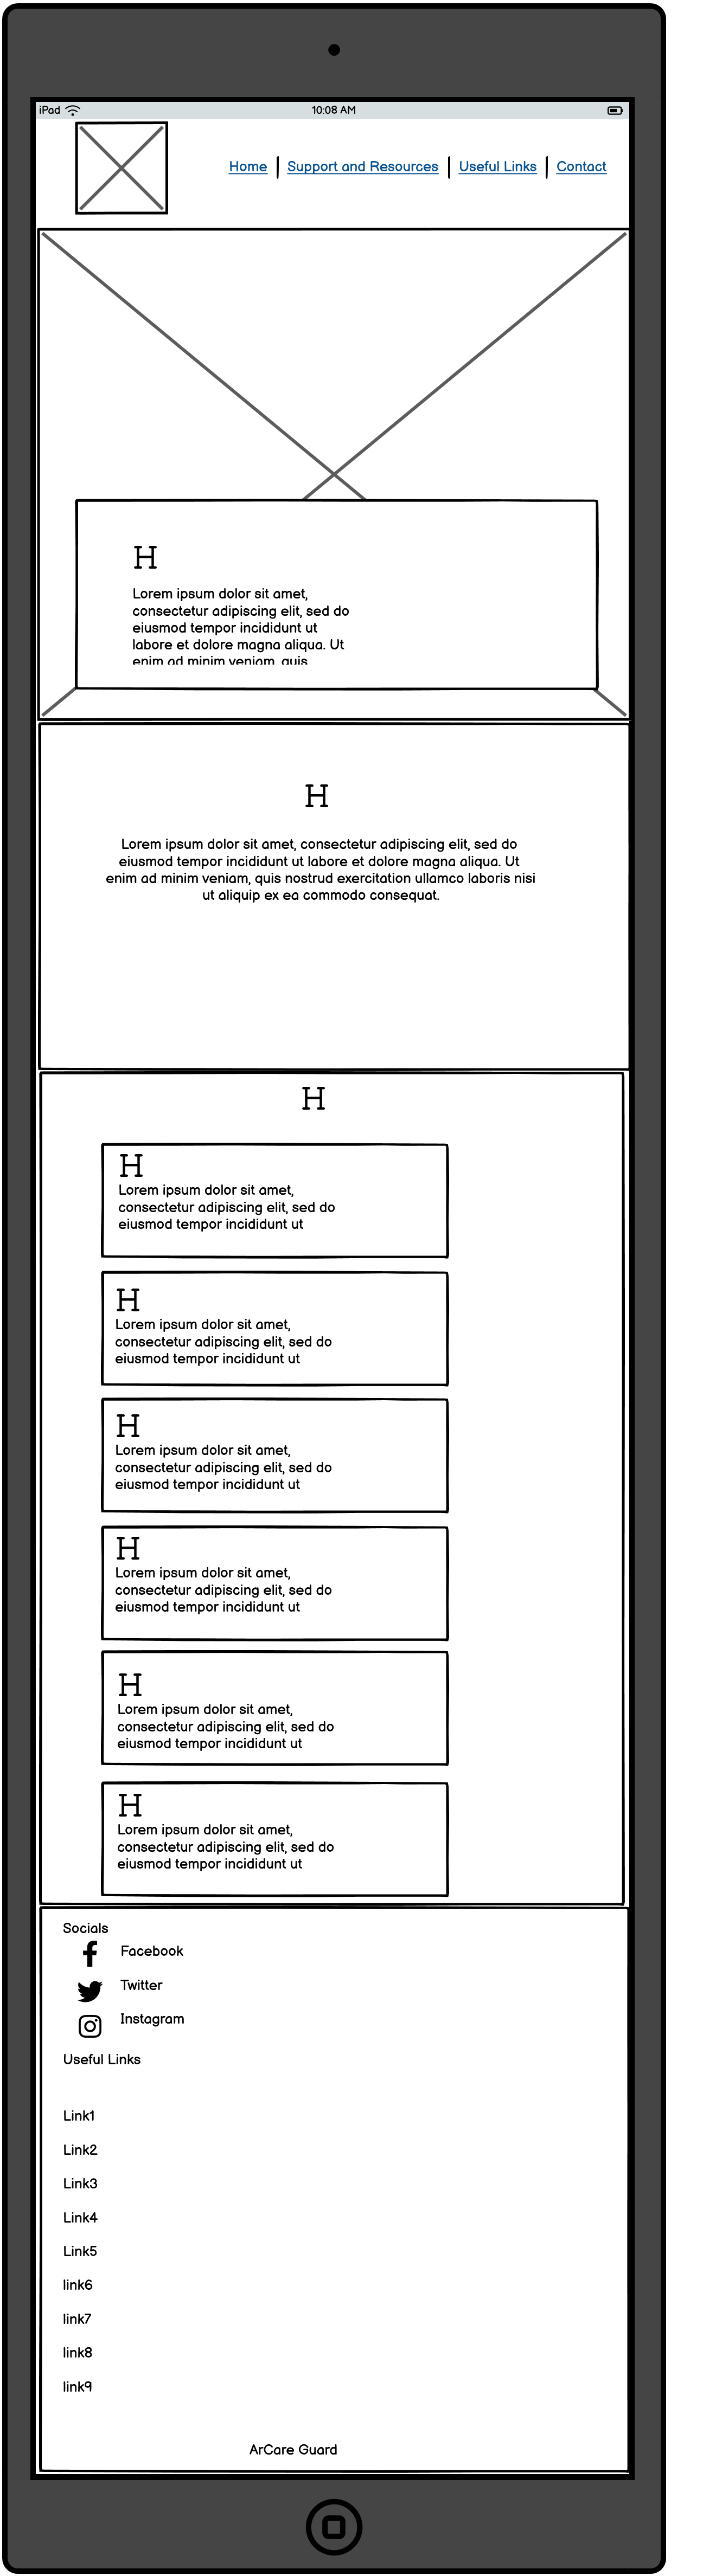 iPad 10:08 AM
Home Support and Resources Useful Links Contact
H
Lorem ipsum dolor sit amet,
consectetur adipiscing elit, sed do
eiusmod tempor incididunt ut
labore et dolore magna aliqua. Ut
enim ad minim veniam, quis
H
Lorem ipsum dolor sit amet, consectetur adipiscing elit, sed do
eiusmod tempor incididunt ut labore et dolore magna aliqua. Ut
enim ad minim veniam, quis nostrud exercitation ullamco laboris nisi
ut aliquip ex ea commodo consequat.
H
H
Lorem ipsum dolor sit amet,
consectetur adipiscing elit, sed do
eiusmod tempor incididunt ut
H
Lorem ipsum dolor sit amet,
consectetur adipiscing elit, sed do
eiusmod tempor incididunt ut
H
Lorem ipsum dolor sit amet,
consectetur adipiscing elit, sed do
eiusmod tempor incididunt ut
H
Lorem ipsum dolor sit amet,
consectetur adipiscing elit, sed do
eiusmod tempor incididunt ut
H
Lorem ipsum dolor sit amet,
consectetur adipiscing elit, sed do
eiusmod tempor incididunt ut
H
Lorem ipsum dolor sit amet,
consectetur adipiscing elit, sed do
eiusmod tempor incididunt ut
Socials
Facebook
Twitter
Instagram
Useful Links
Link1
Link2
Link3
Link4
Link5
link6
link7
link8
link9
ArCare Guard